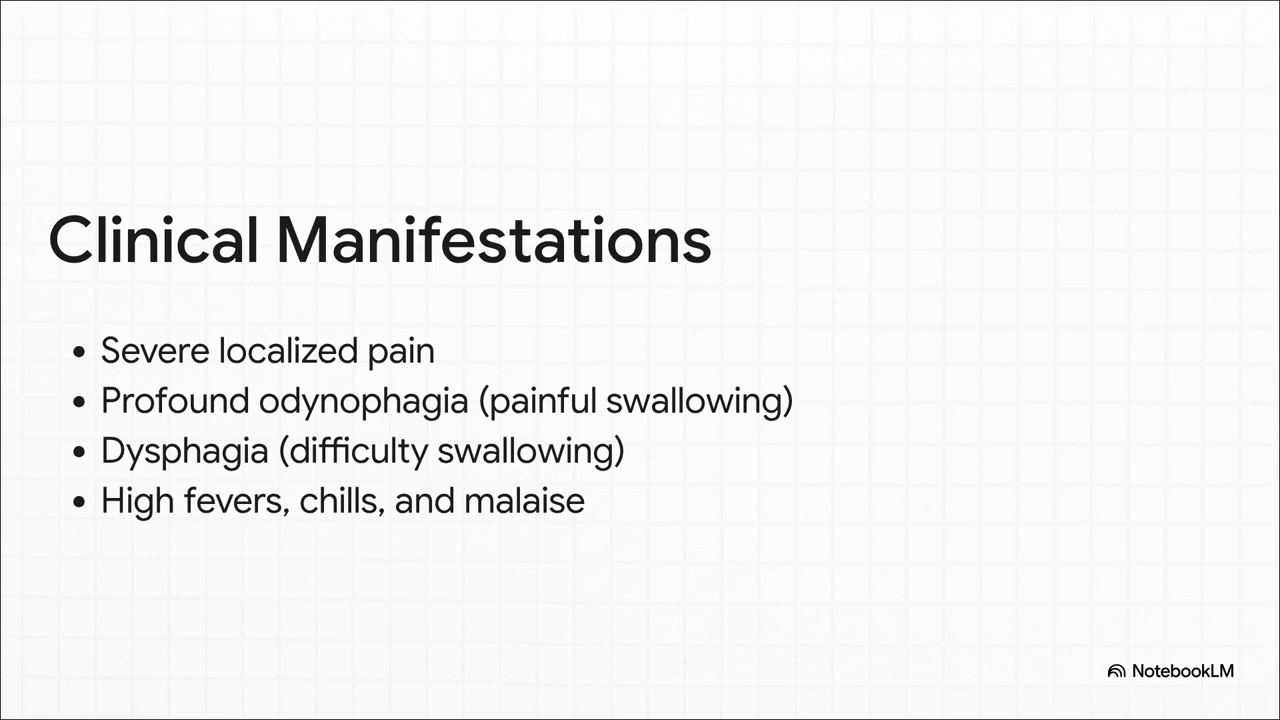 Clinical Manifestations
• Severe localized pain
• Profound odynophagia (painful swallowing)
• Dysphagia (difficulty swallowing)
• High fevers, chills, and malaise
NotebookLM